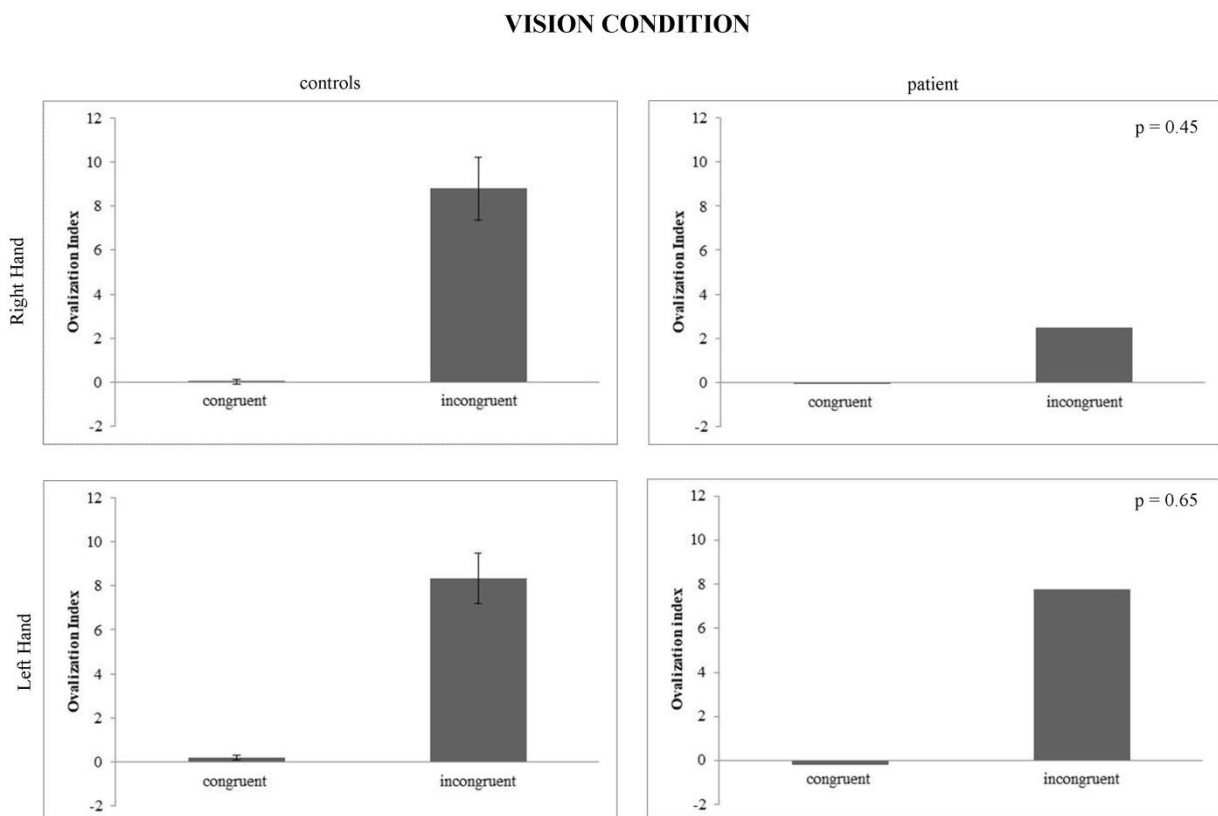 VISION CONDITION
controls
patient
Right Hand
Ovalization Index
12
10
8
6
4
2
0
-2
congruent
incongruent
p = 0.45
Ovalization Index
12
10
8
6
4
2
0
-2
congruent
incongruent
Left Hand
Ovalization Index
12
10
8
6
4
2
0
-2
congruent
incongruent
p = 0.65
Ovalization index
12
10
8
6
4
2
0
-2
congruent
incongruent